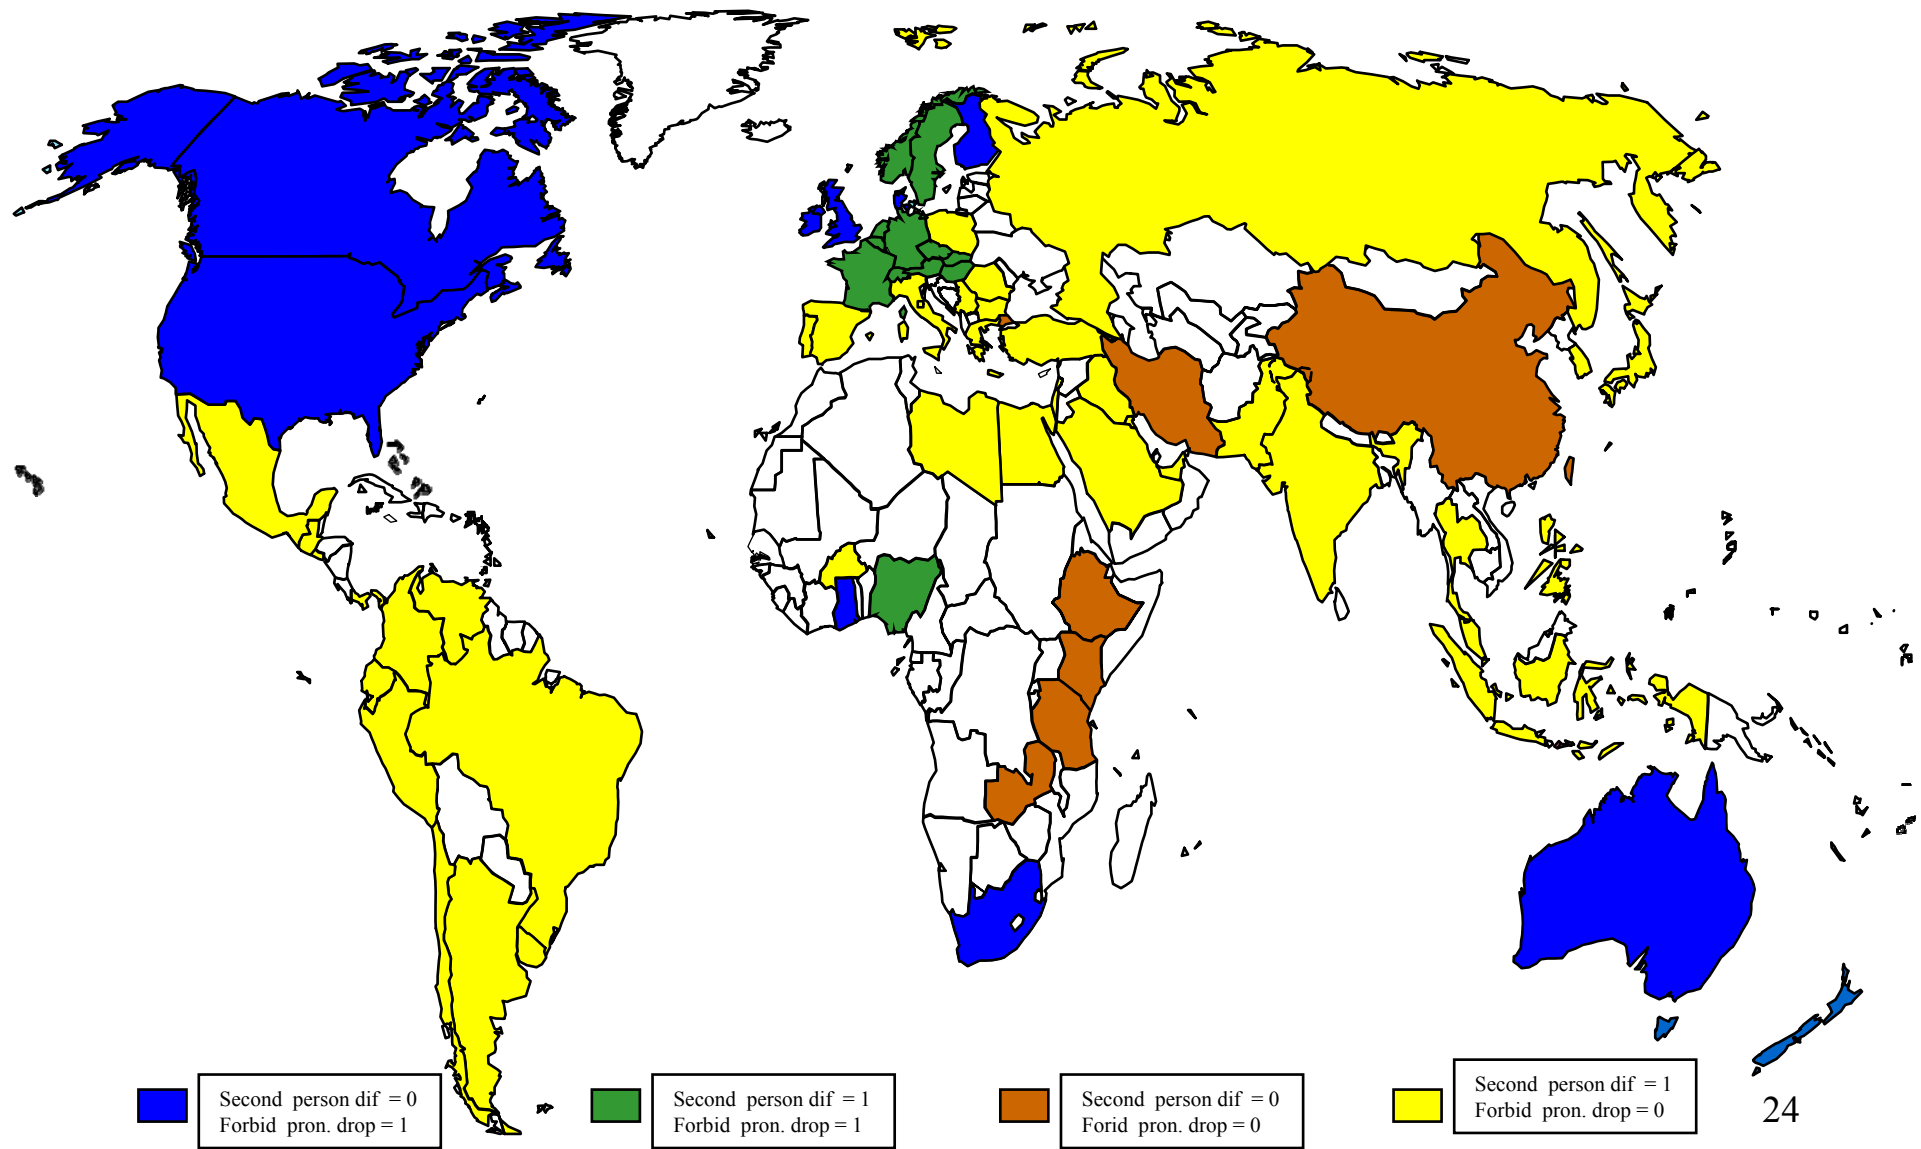 Second person dif = 0
Forbid pron. drop = 1
Second person dif = 1
Forbid pron. drop = 1
Second person dif = 0
Forid pron. drop = 0
Second person dif = 1
Forbid pron. drop = 0
24